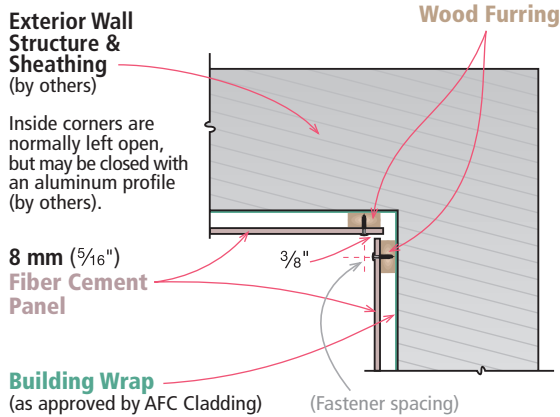 Exterior Wall
Structure &
Sheathing
(by others)
Wood Furring
Inside corners are
normally left open,
but may be closed with
an aluminum profile
(by others).
8 mm (5⁄16")
Fiber Cement
Panel
3⁄8"
Building Wrap
(as approved by AFC Cladding)
(Fastener spacing)